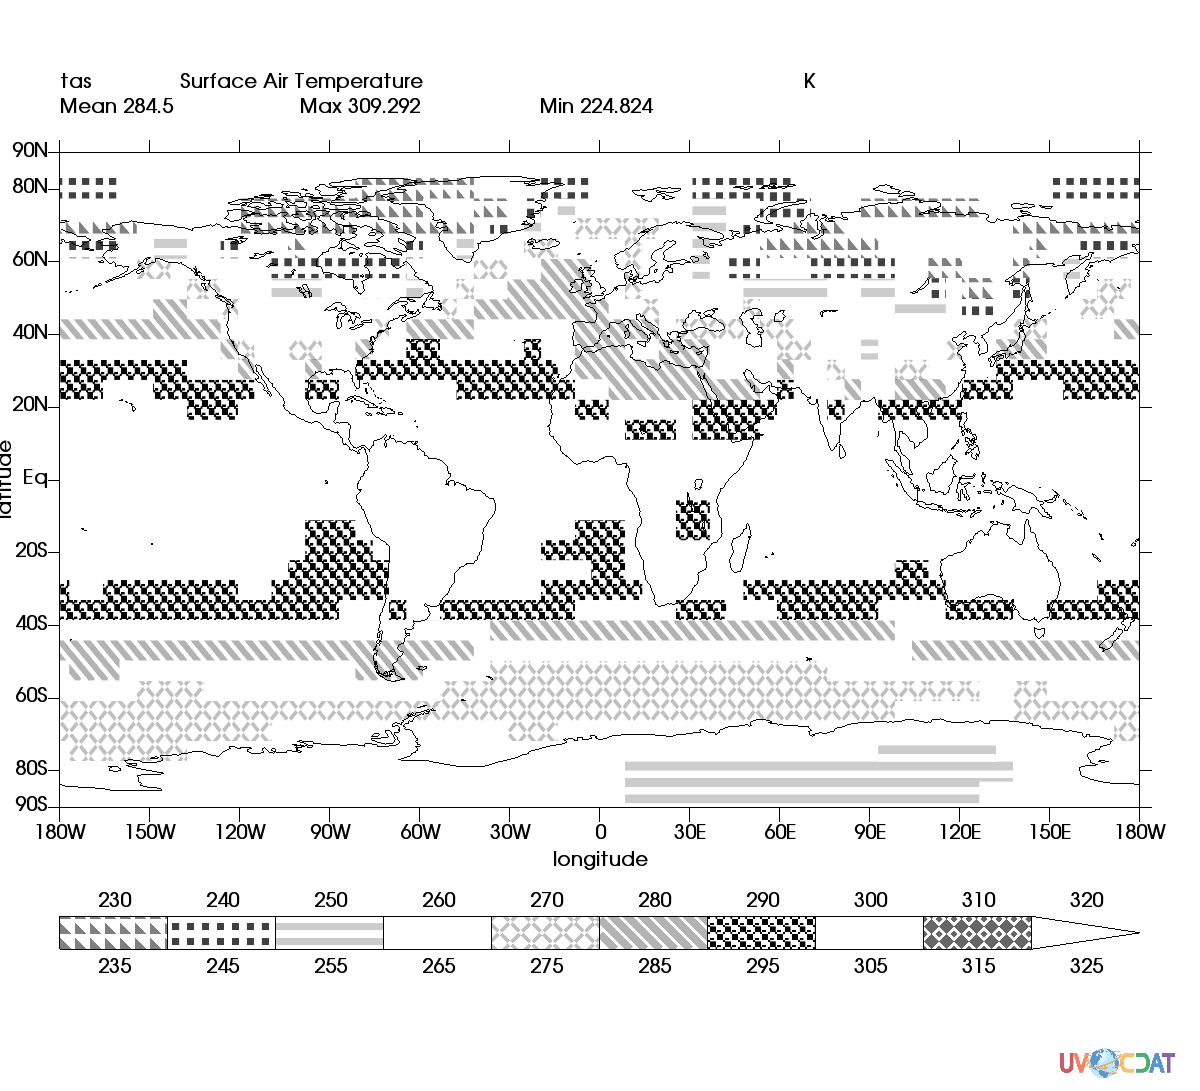 tas Surface Air Temperature K
Mean 284.5 Max 309.292 Min 224.824
90N
80N
60N
40N
20N
Eq
20S
40S
60S
80S
90S
latitude
180W 150W 120W 90W 60W 30W 0 30E 60E 90E 120E 150E 180W
longitude
230 240 250 260 270 280 290 300 310 320
235 245 255 265 275 285 295 305 315 325
UVCDAT